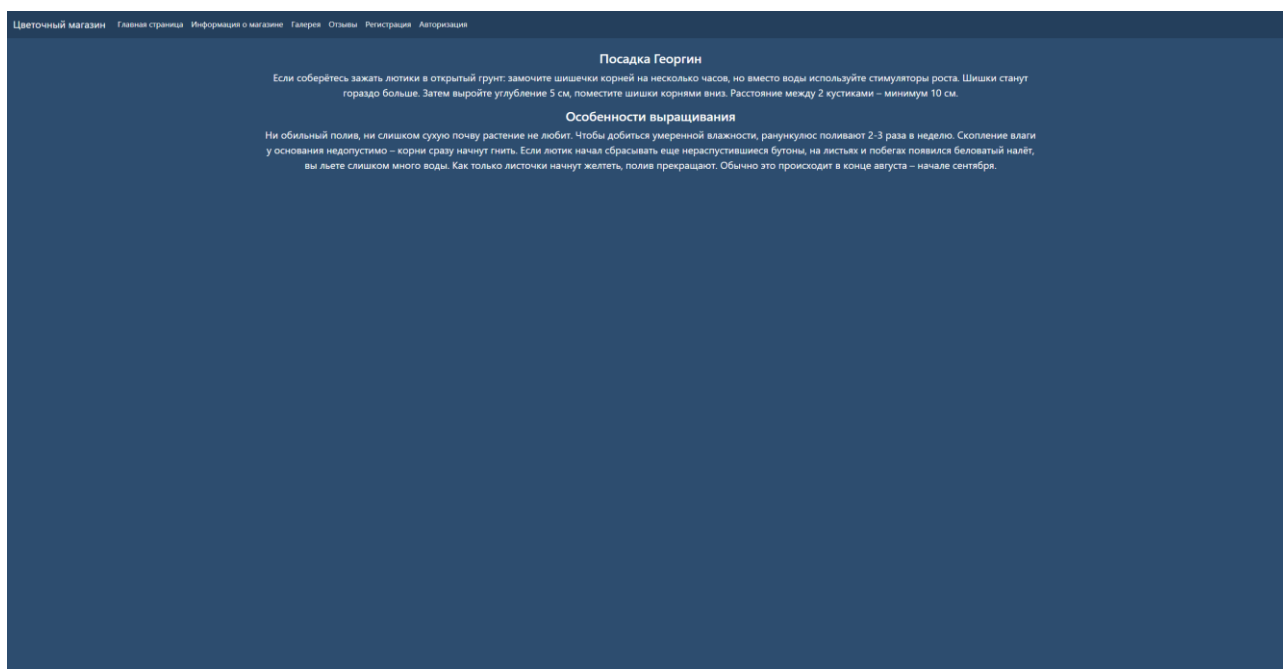 Цветочный магазин Главная страница Информация о магазине Галерея Отзывы Регистрация Авторизация
Посадка Георгин
Если соберётесь зажать лютики в открытый грунт: замочите шишечки корней на несколько часов, но вместо воды используйте стимуляторы роста. Шишки станут
гораздо больше. Затем выройте углубление 5 см, поместите шишки корнями вниз. Расстояние между 2 кустиками – минимум 10 см.
Особенности выращивания
Ни обильный полив, ни слишком сухую почву растение не любит. Чтобы добиться умеренной влажности, ранункулюс поливают 2-3 раза в неделю. Скопление влаги
у основания недопустимо – корни сразу начнут гнить. Если лютик начал сбрасывать еще нераспустившиеся бутоны, на листьях и побегах появился беловатый налёт,
вы льете слишком много воды. Как только листочки начнут желтеть, полив прекращают. Обычно это происходит в конце августа – начале сентября.